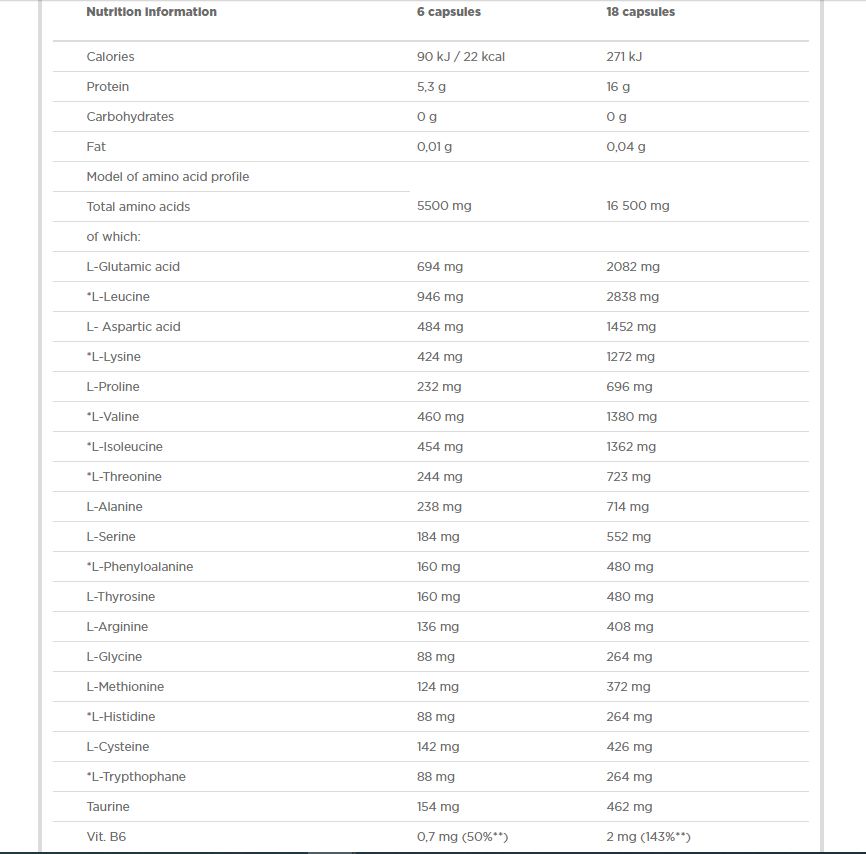 Nutrition Information 6 capsules 18 capsules
Calories 90 kJ / 22 kcal 271 kJ
Protein 5,3 g 16 g
Carbohydrates 0 g 0 g
Fat 0,01 g 0,04 g
Model of amino acid profile
Total amino acids 5500 mg 16 500 mg
of which:
L-Glutamic acid 694 mg 2082 mg
*L-Leucine 946 mg 2838 mg
L- Aspartic acid 484 mg 1452 mg
*L-Lysine 424 mg 1272 mg
L-Proline 232 mg 696 mg
*L-Valine 460 mg 1380 mg
*L-Isoleucine 454 mg 1362 mg
*L-Threonine 244 mg 723 mg
L-Alanine 238 mg 714 mg
L-Serine 184 mg 552 mg
*L-Phenyloalanine 160 mg 480 mg
L-Thyrosine 160 mg 480 mg
L-Arginine 136 mg 408 mg
L-Glycine 88 mg 264 mg
L-Methionine 124 mg 372 mg
*L-Histidine 88 mg 264 mg
L-Cysteine 142 mg 426 mg
*L-Trypthophane 88 mg 264 mg
Taurine 154 mg 462 mg
Vit. B6 0,7 mg (50%**) 2 mg (143%**)